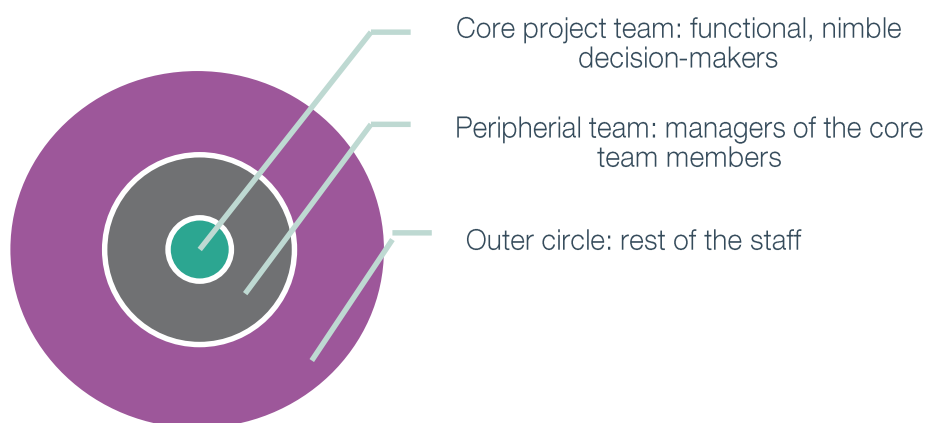 Core project team: functional, nimble
decision-makers
Peripherial team: managers of the core
team members
Outer circle: rest of the staff